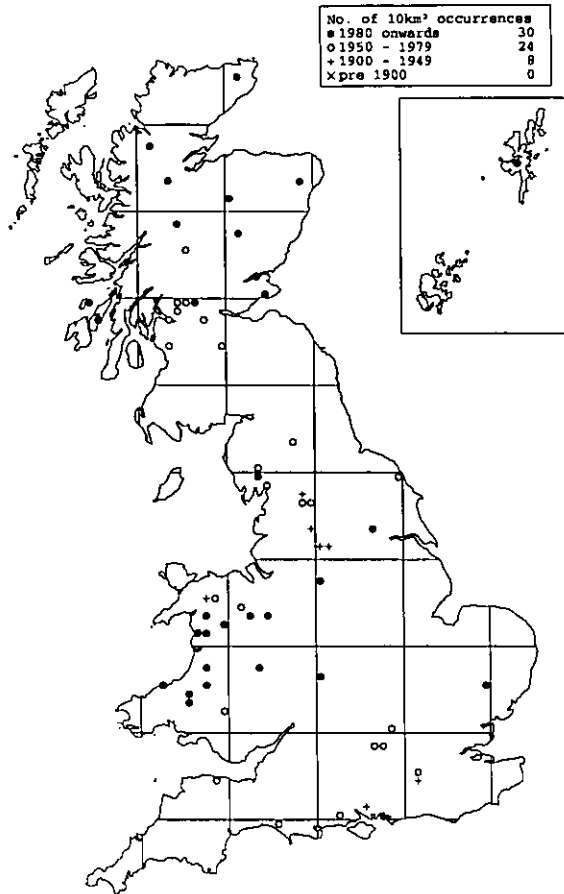 No. of 10km² occurrences
● 1980 onwards 30
o 1950 - 1979 24
+ 1900 - 1949 8
× pre 1900 0